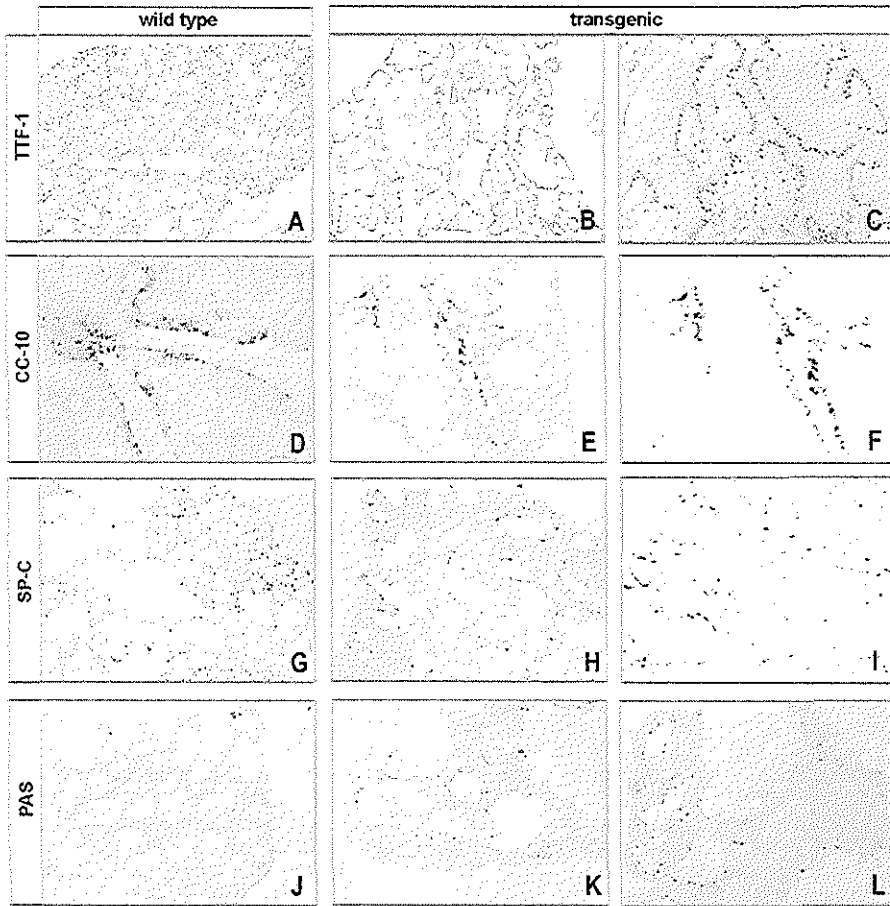 wild type
transgenic
TTF-1
A
B
C
CC-10
D
E
F
SP-C
G
H
I
PAS
J
K
L